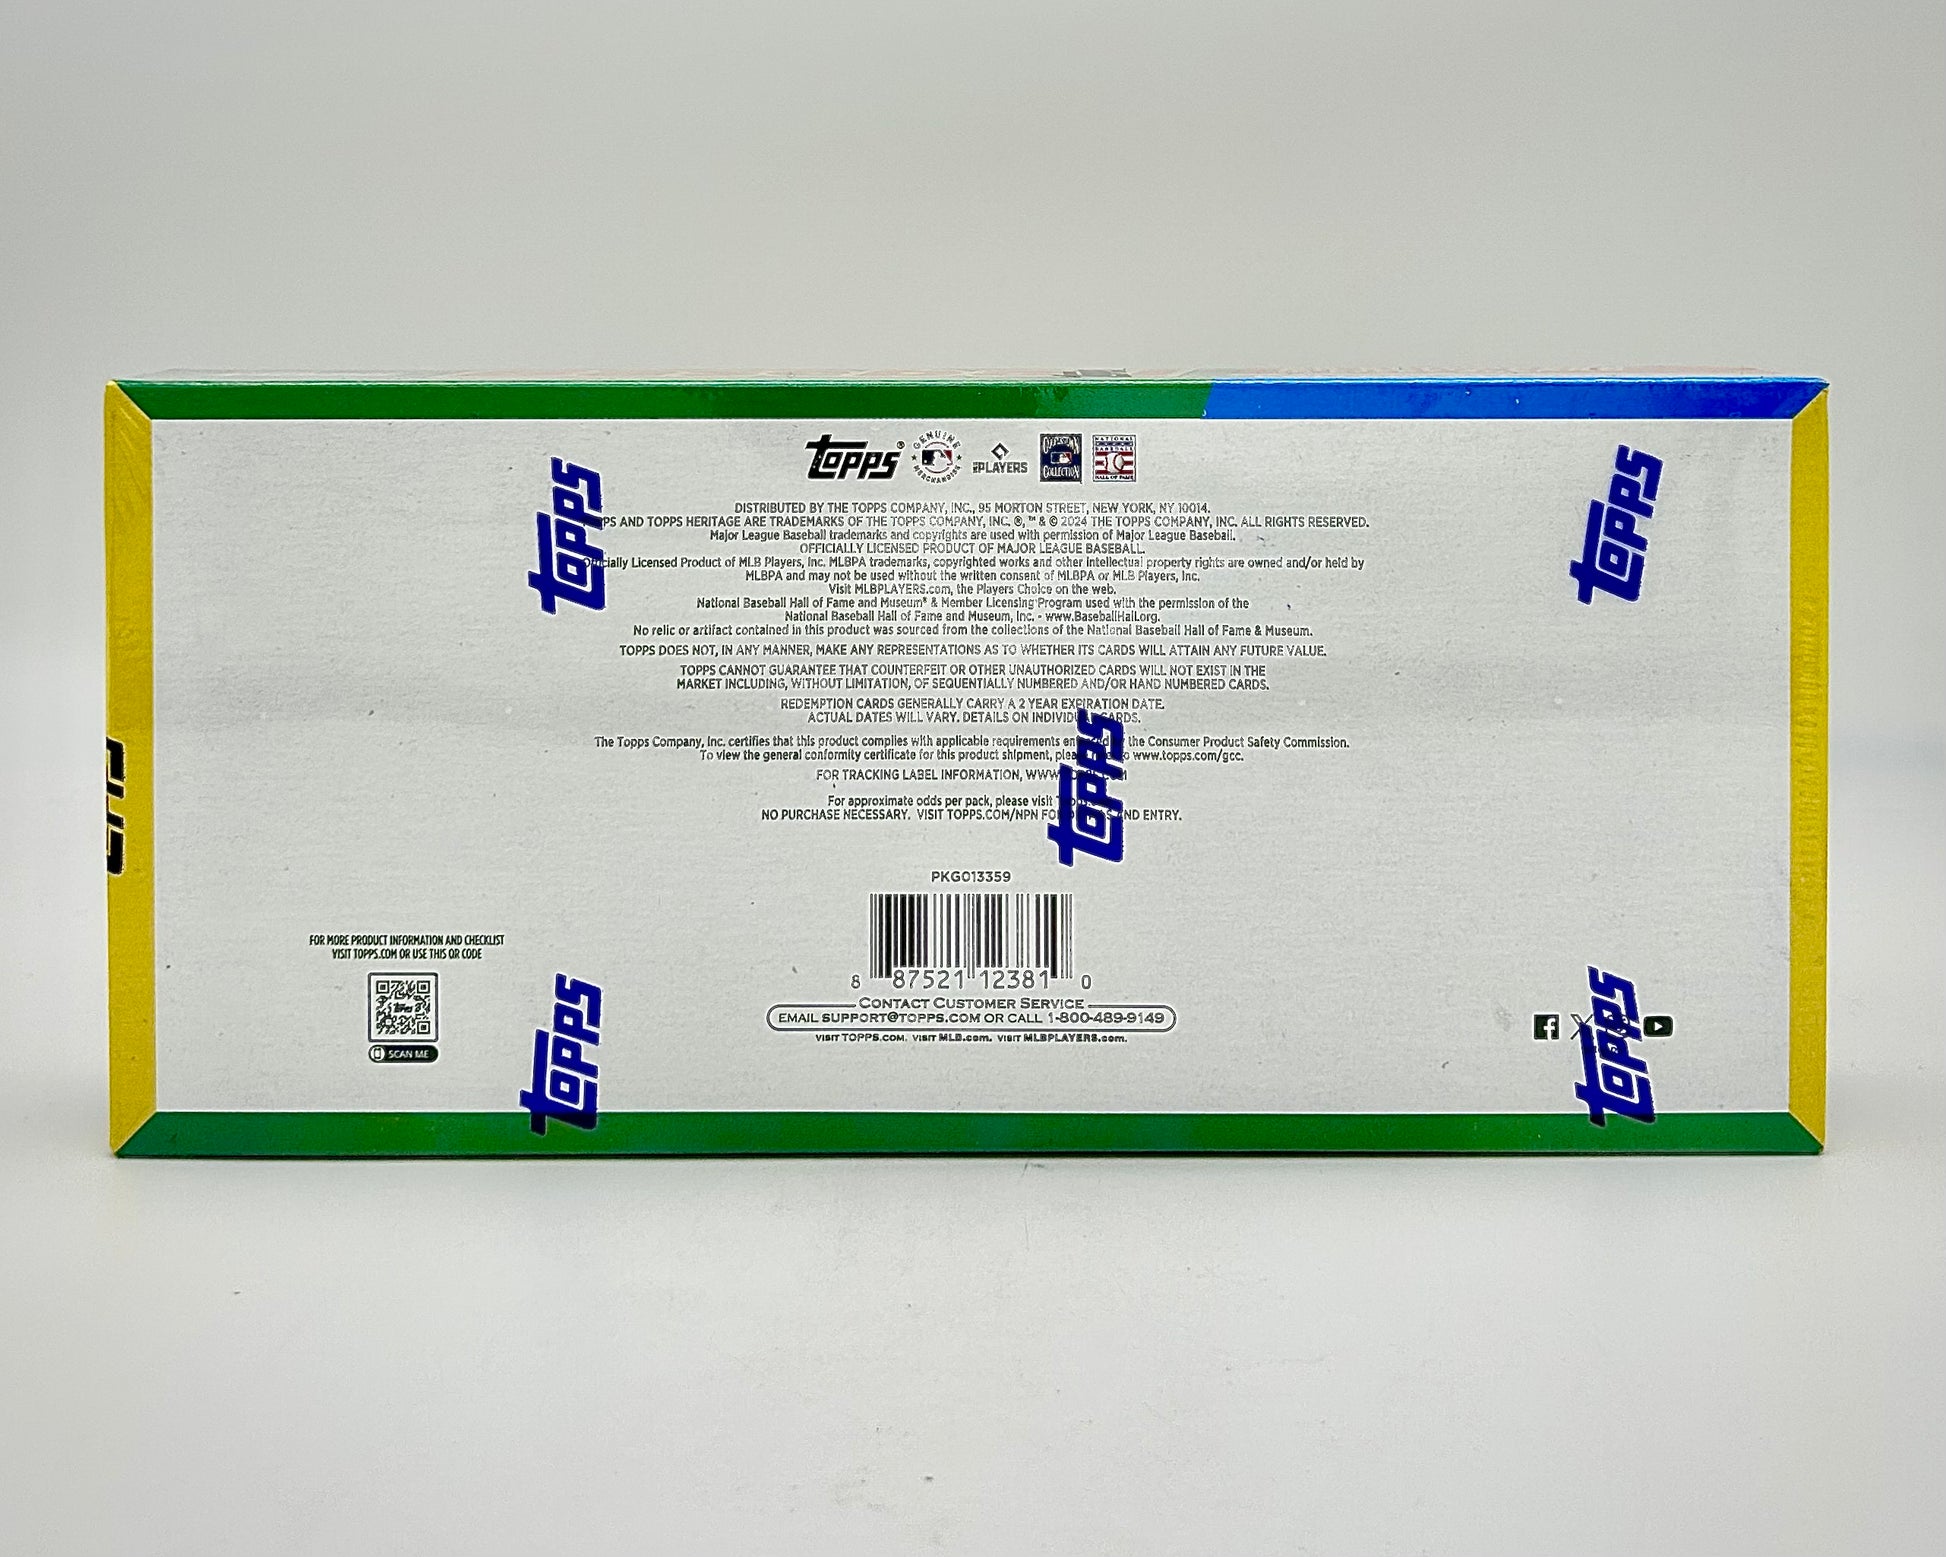 TOPPS®
GENUINE MERCHANDISE
MLB PLAYERS
COOPERSTOWN COLLECTION
NATIONAL BASEBALL HALL OF FAME
DISTRIBUTED BY THE TOPPS COMPANY, INC., 95 MORTON STREET, NEW YORK, NY 10014.
PS AND TOPPS HERITAGE ARE TRADEMARKS OF THE TOPPS COMPANY, INC. ®, ™ & © 2024 THE TOPPS COMPANY, INC. ALL RIGHTS RESERVED.
Major League Baseball trademarks and copyrights are used with permission of Major League Baseball.
OFFICIALLY LICENSED PRODUCT OF MAJOR LEAGUE BASEBALL.
Officially Licensed Product of MLB Players, Inc. MLBPA trademarks, copyrighted works and other intellectual property rights are owned and/or held by
MLBPA and may not be used without the written consent of MLBPA or MLB Players, Inc.
Visit MLBPLAYERS.com, the Players Choice on the web.
National Baseball Hall of Fame and Museum® & Member Licensing Program used with the permission of the
National Baseball Hall of Fame and Museum, Inc. - www.BaseballHall.org.
No relic or artifact contained in this product was sourced from the collections of the National Baseball Hall of Fame & Museum.
TOPPS DOES NOT, IN ANY MANNER, MAKE ANY REPRESENTATIONS AS TO WHETHER ITS CARDS WILL ATTAIN ANY FUTURE VALUE.
TOPPS CANNOT GUARANTEE THAT COUNTERFEIT OR OTHER UNAUTHORIZED CARDS WILL NOT EXIST IN THE
MARKET INCLUDING, WITHOUT LIMITATION, OF SEQUENTIALLY NUMBERED AND/OR HAND NUMBERED CARDS.
REDEMPTION CARDS GENERALLY CARRY A 2 YEAR EXPIRATION DATE.
ACTUAL DATES WILL VARY. DETAILS ON INDIVIDUAL CARDS.
The Topps Company, Inc. certifies that this product complies with applicable requirements by the Consumer Product Safety Commission.
To view the general conformity certificate for this product shipment, to www.topps.com/gcc.
FOR TRACKING LABEL INFORMATION,
For approximate odds per pack, please visit
NO PURCHASE NECESSARY. VISIT TOPPS.COM/NPN AND ENTRY.
PKG013359
8 87521 12381 0
CONTACT CUSTOMER SERVICE
EMAIL SUPPORT@TOPPS.COM OR CALL 1-800-489-9149
VISIT TOPPS.COM. VISIT MLB.com. VISIT MLBPLAYERS.com.
FOR MORE PRODUCT INFORMATION AND CHECKLIST
VISIT TOPPS.COM OR USE THIS QR CODE
SCAN ME
TOPPS
TOPPS
TOPPS
TOPPS
TOPPS